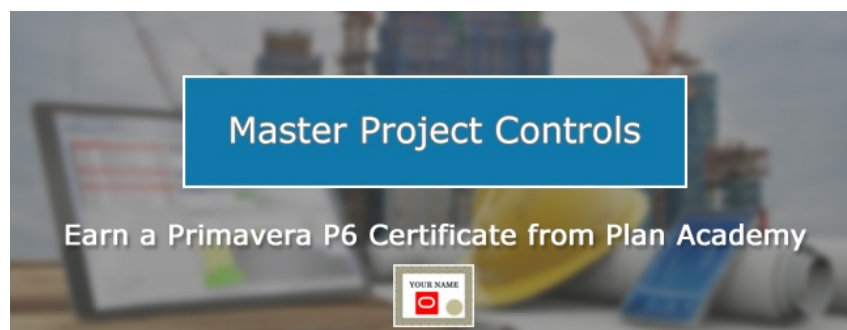 Master Project Controls
Earn a Primavera P6 Certificate from Plan Academy
YOUR NAME